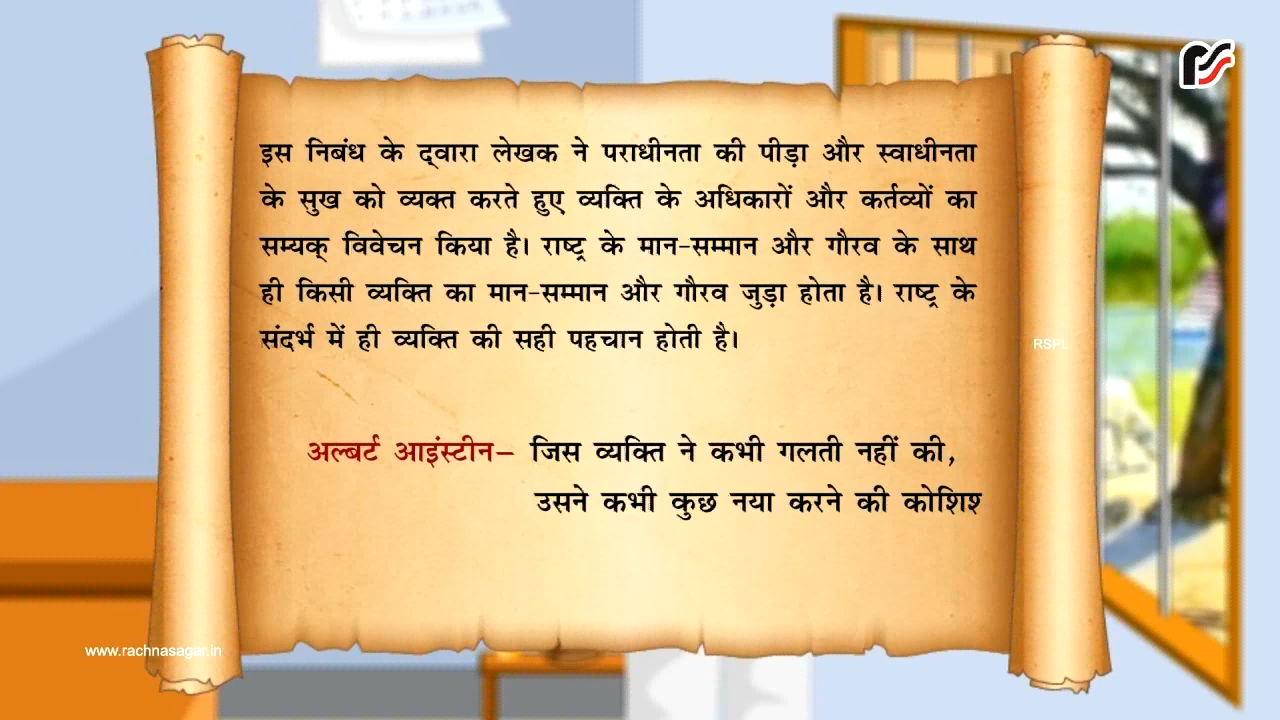 इस निबंध के द्‌वारा लेखक ने पराधीनता की पीड़ा और स्वाधीनता
के सुख को व्यक्त करते हुए व्यक्ति के अधिकारों और कर्तव्यों का
सम्यक् विवेचन किया है। राष्ट्र के मान-सम्मान और गौरव के साथ
ही किसी व्यक्ति का मान-सम्मान और गौरव जुड़ा होता है। राष्ट्र के
संदर्भ में ही व्यक्ति की सही पहचान होती है।
RSPL
अल्बर्ट आइंस्टीन– जिस व्यक्ति ने कभी गलती नहीं की,
उसने कभी कुछ नया करने की कोशिश
www.rachnasagar.in